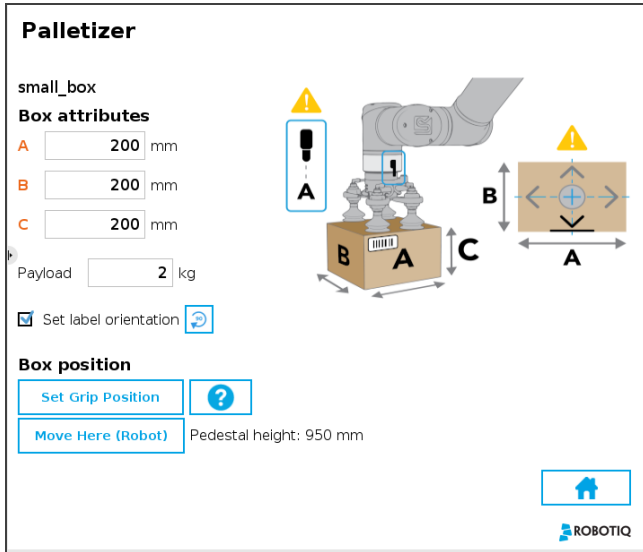 Palletizer
small_box
Box attributes
A 200 mm
B 200 mm
C 200 mm
Payload 2 kg
Set label orientation
Box position
Set Grip Position ?
Move Here (Robot) Pedestal height: 950 mm
A
1
B
A
C
B
A
ROBOTIQ